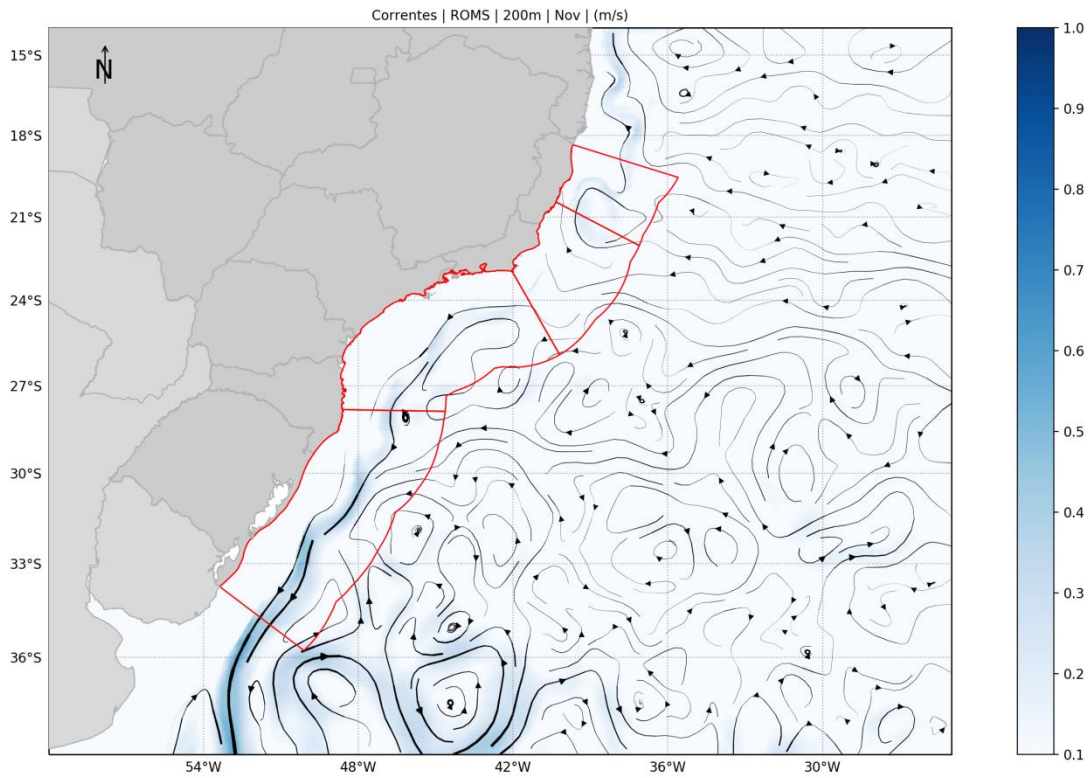 Correntes | ROMS | 200m | Nov | (m/s)
N
15°S
18°S
21°S
24°S
27°S
30°S
33°S
36°S
54°W
48°W
42°W
36°W
30°W
1.0
0.9
0.8
0.7
0.6
0.5
0.4
0.3
0.2
0.1